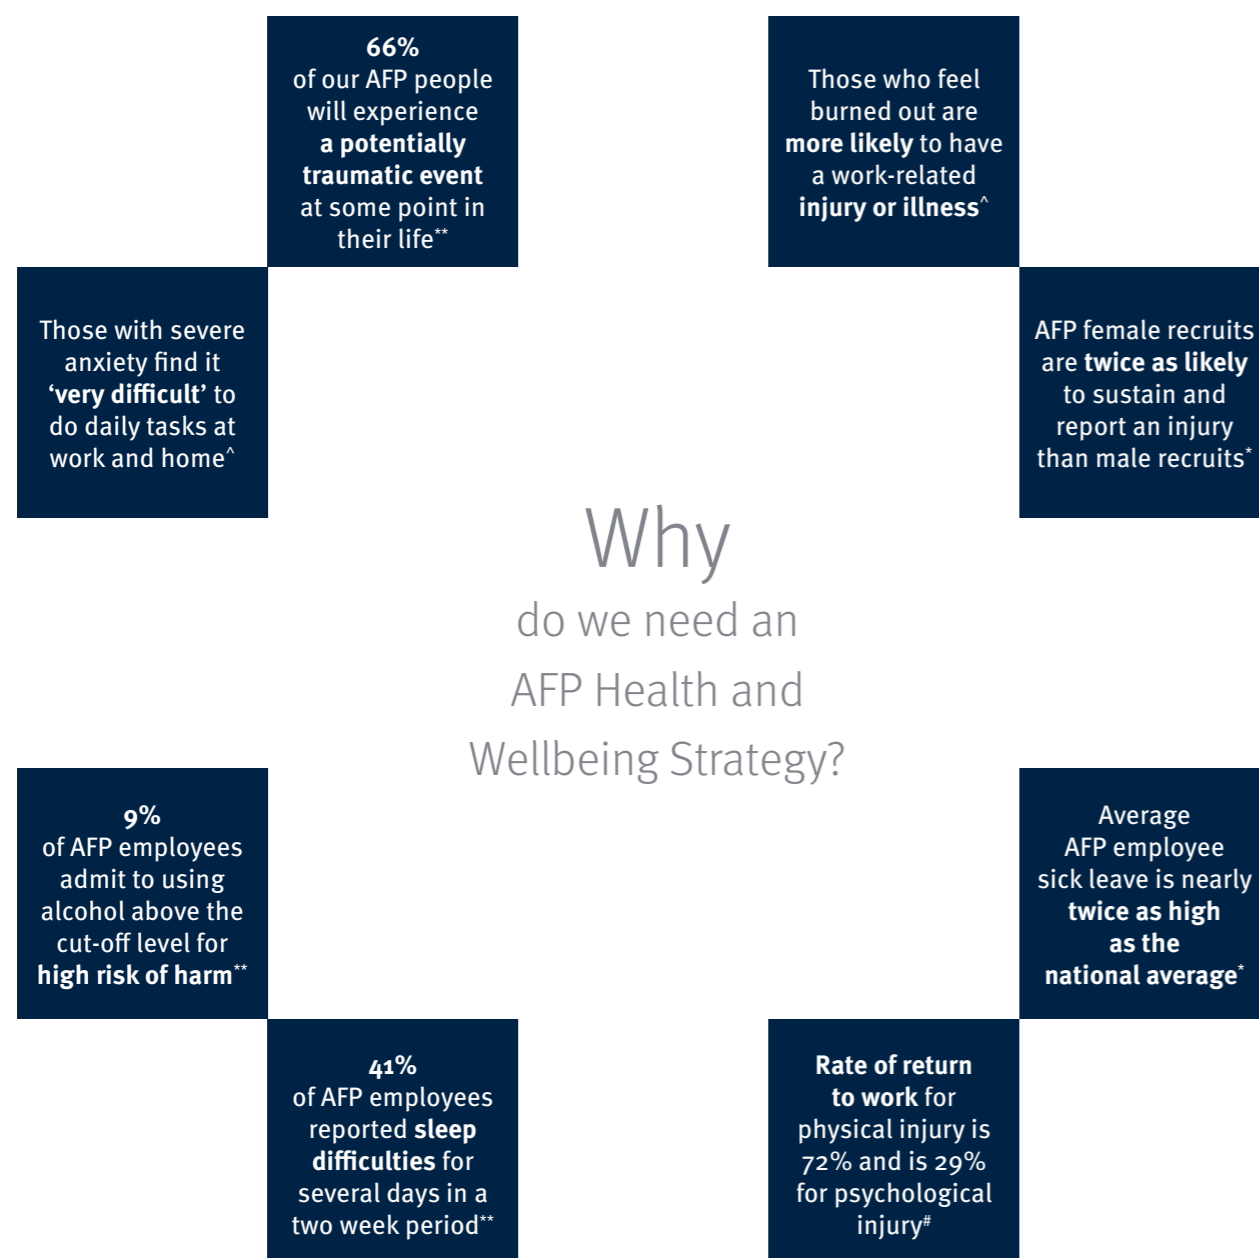 66%
of our AFP people
will experience
a potentially
traumatic event
at some point in
their life**
Those who feel
burned out are
more likely to have
a work-related
injury or illness^
Those with severe
anxiety find it
‘very difficult’ to
do daily tasks at
work and home^
AFP female recruits
are twice as likely
to sustain and
report an injury
than male recruits*
Why
do we need an
AFP Health and
Wellbeing Strategy?
9%
of AFP employees
admit to using
alcohol above the
cut-off level for
high risk of harm**
Average
AFP employee
sick leave is nearly
twice as high
as the
national average*
41%
of AFP employees
reported sleep
difficulties for
several days in a
two week period**
Rate of return
to work for
physical injury is
72% and is 29%
for psychological
injury#